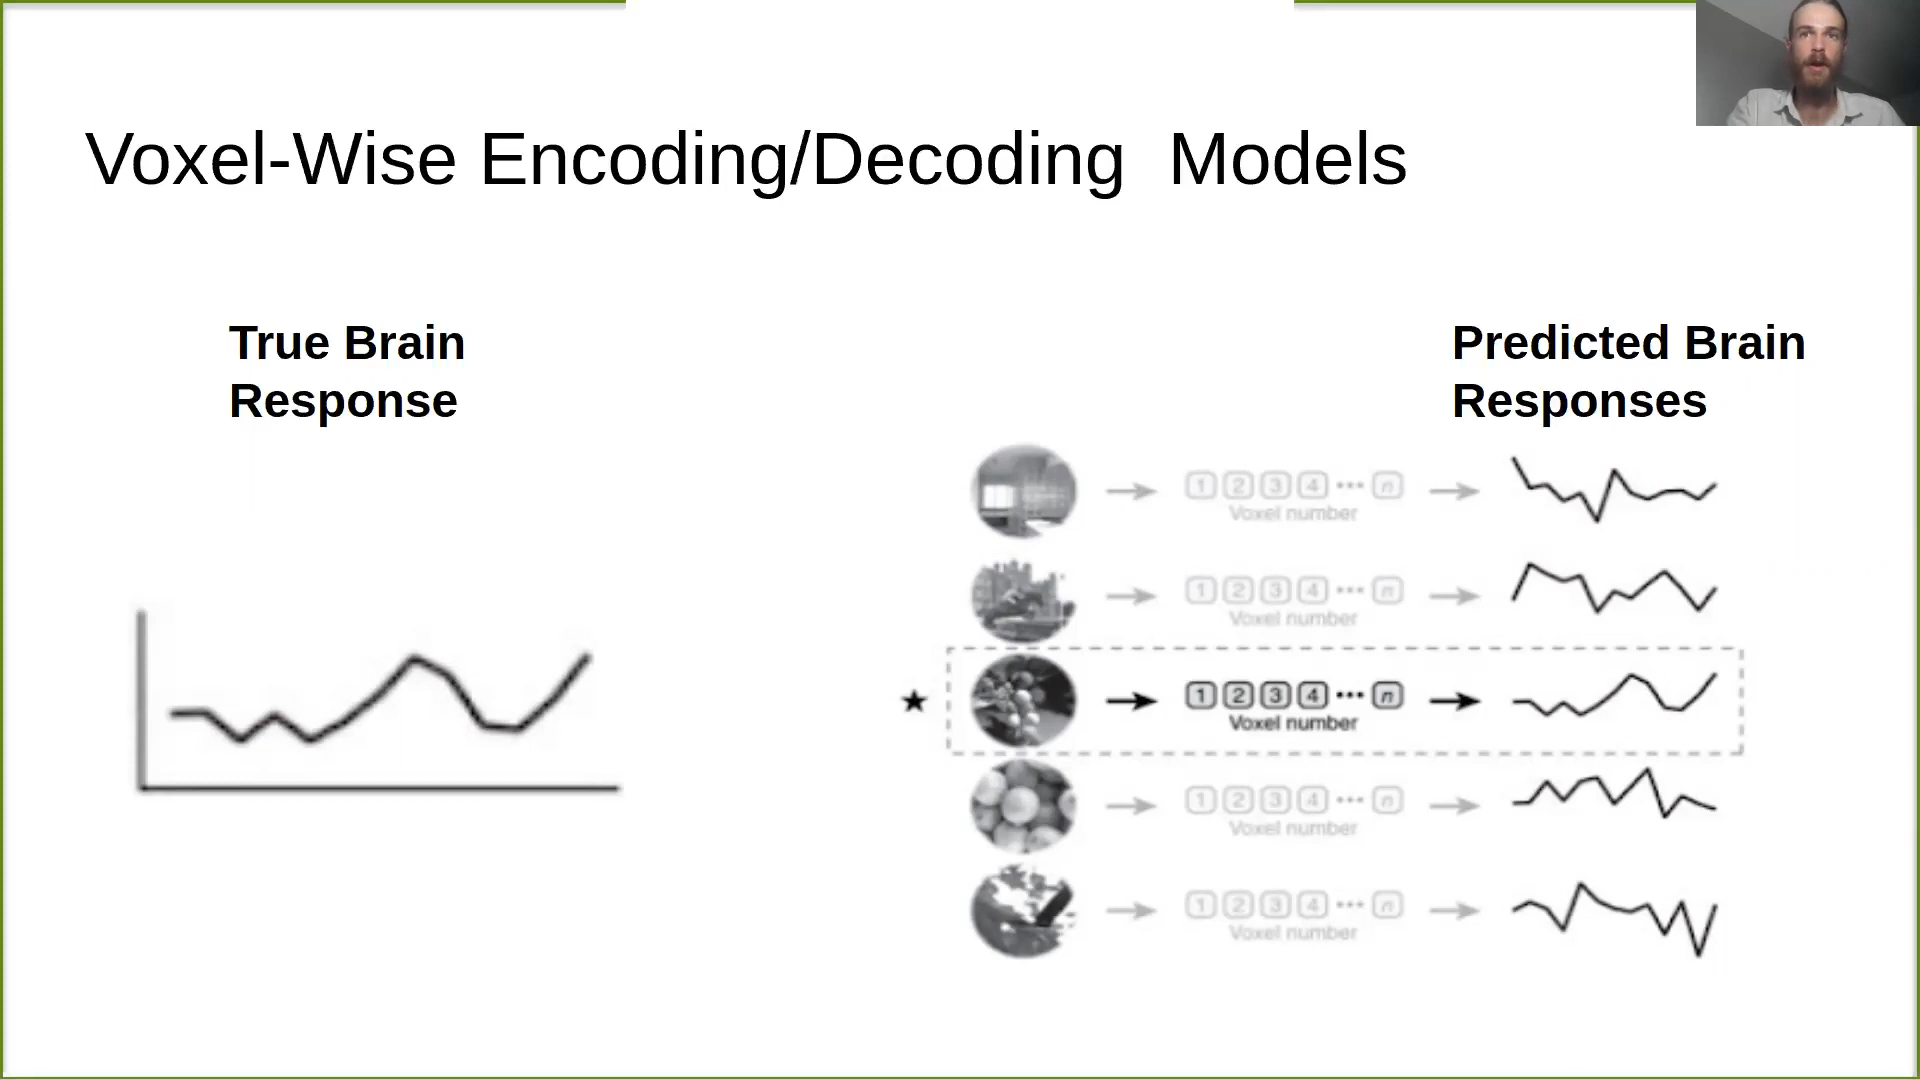 Voxel-Wise Encoding/Decoding  Models
True Brain
Response
Predicted Brain
Responses
1 2 3 4 ••• n
Voxel number
1 2 3 4 ••• n
Voxel number
★ 1 2 3 4 ••• n
Voxel number
1 2 3 4 ••• n
Voxel number
1 2 3 4 ••• n
Voxel number